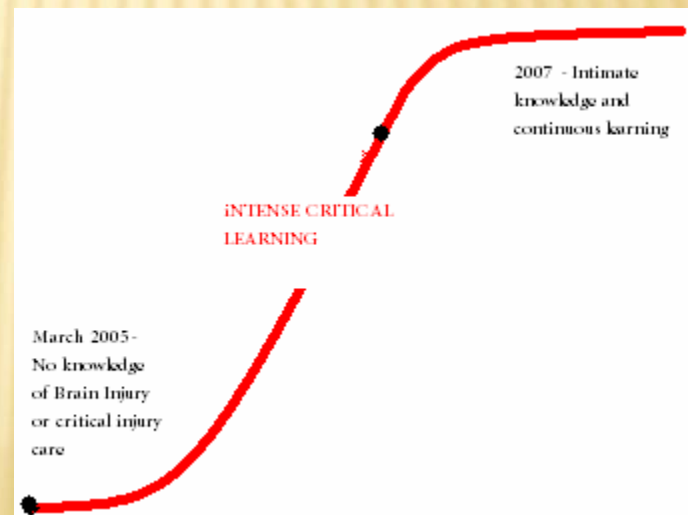 2007 - Intimate
knowledge and
continuous learning
iNTENSE CRITICAL
LEARNING
March 2005-
No knowledge
of Brain Injury
or critical injury
care